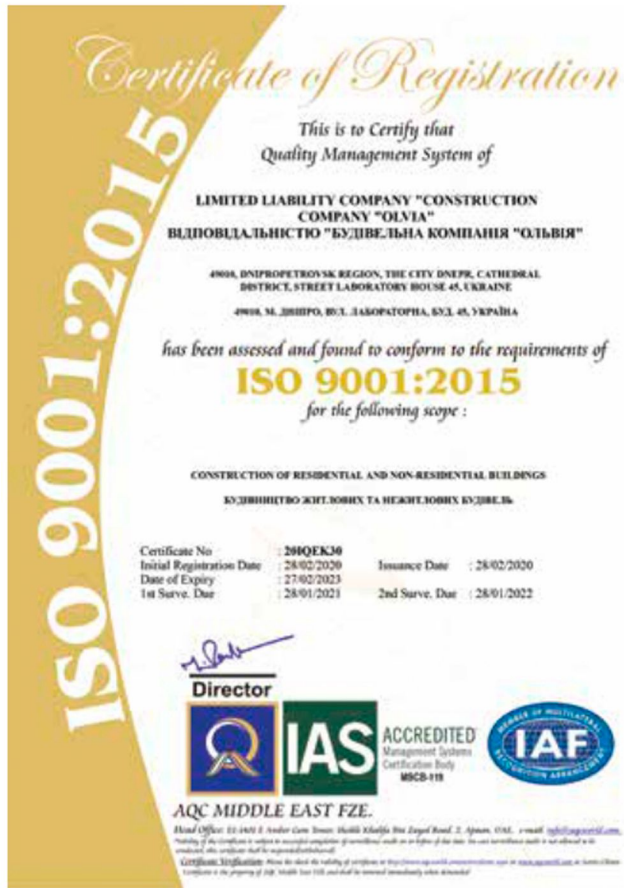 Certificate of Registration
This is to Certify that
Quality Management System of
ISO 9001:2015
LIMITED LIABILITY COMPANY "CONSTRUCTION
COMPANY "OLVIA"
ВІДПОВІДАЛЬНІСТЮ "БУДІВЕЛЬНА КОМПАНІЯ "ОЛЬВІЯ"
49010, DNIPROPETROVSK REGION, THE CITY DNEPR, CATHEDRAL
DISTRICT, STREET LABORATORY HOUSE 45, UKRAINE
49010, М. ДНІПРО, ВУЛ. ЛАБОРАТОРНА, БУД. 45, УКРАЇНА
has been assessed and found to conform to the requirements of
ISO 9001:2015
for the following scope :
CONSTRUCTION OF RESIDENTIAL AND NON-RESIDENTIAL BUILDINGS
БУДІВНИЦТВО ЖИТЛОВИХ ТА НЕЖИТЛОВИХ БУДІВЕЛЬ
Certificate No : 20IQEK30
Initial Registration Date : 28/02/2020 Issuance Date : 28/02/2020
Date of Expiry : 27/02/2023
1st Surve. Due : 28/01/2021 2nd Surve. Due : 28/01/2022
Director
IAS
ACCREDITED
Management Systems
Certification Body
MSCB-119
MEMBER OF MULTILATERAL
IAF
RECOGNITION ARRANGEMENT
AQC MIDDLE EAST FZE.